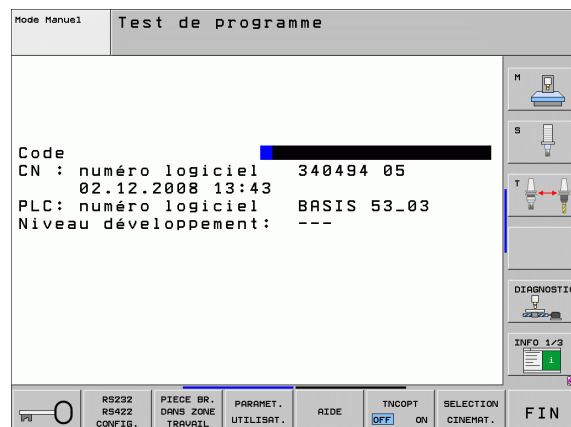 Mode Manuel
Test de programme
Code
CN : numéro logiciel 340494 05
02.12.2008 13:43
PLC: numéro logiciel BASIS 53_03
Niveau développement: ---
M
S
T
DIAGNOSTI
INFO 1/3
i
RS232
RS422
CONFIG.
PIECE BR.
DANS ZONE
TRAVAIL
PARAMET.
UTILISAT.
AIDE
TNCOPT
OFF ON
SELECTION
CINEMAT.
FIN